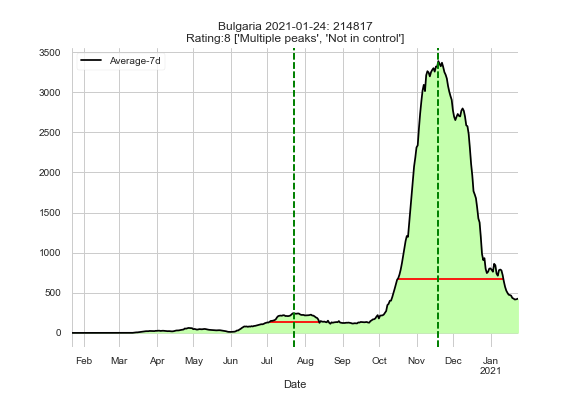 Bulgaria 2021-01-24: 214817
Rating:8 ['Multiple peaks', 'Not in control']
Average-7d
3500
3000
2500
2000
1500
1000
500
0
Feb Mar Apr May Jun Jul Aug Sep Oct Nov Dec Jan
2021
Date